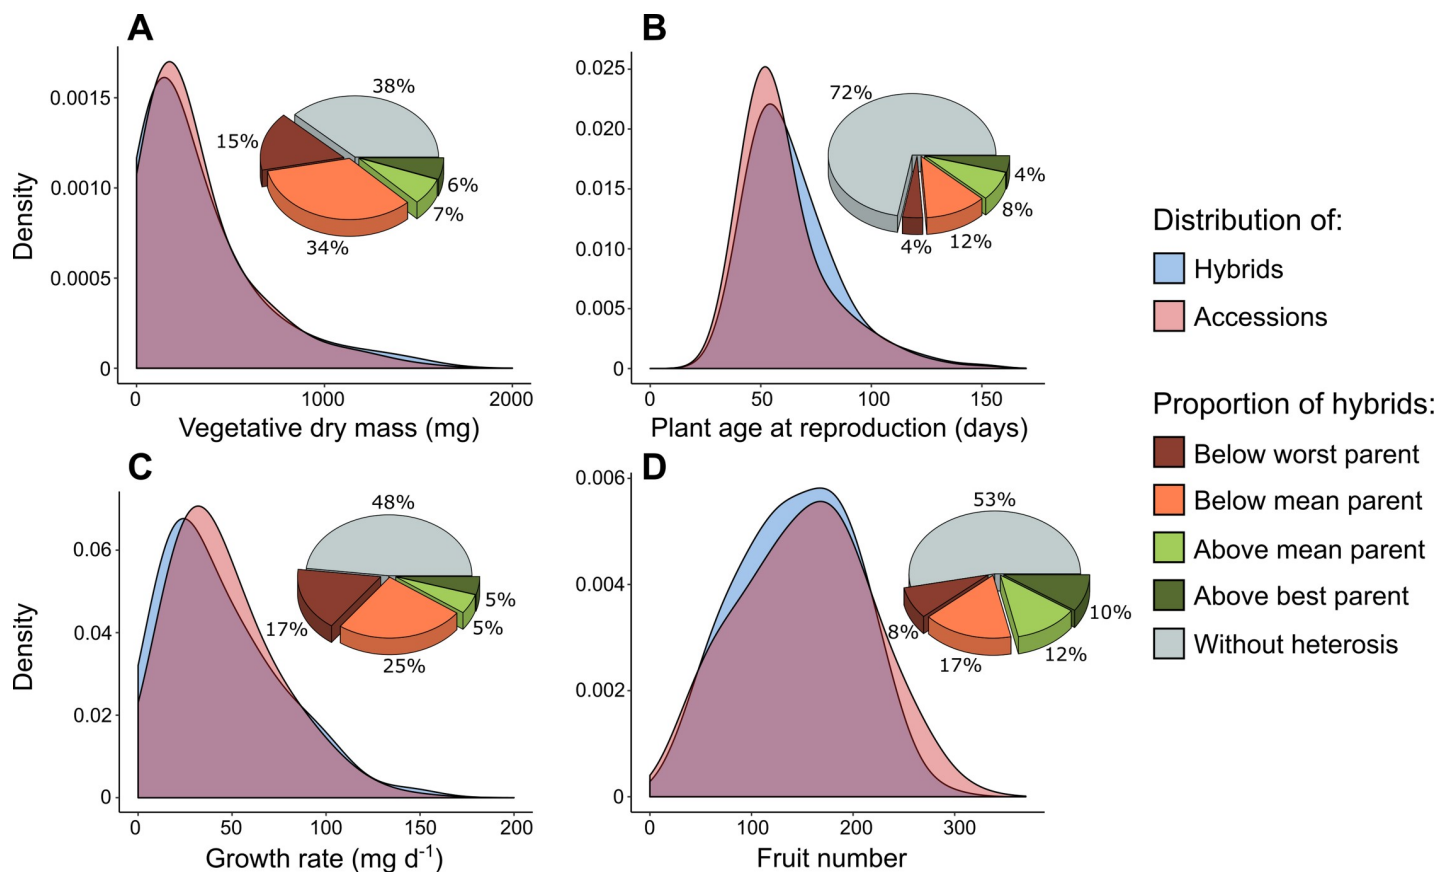 A
0.0015
0.0010
0.0005
0
Density
0
1000
2000
Vegetative dry mass (mg)
38%
15%
34%
7%
6%
B
0.025
0.020
0.015
0.010
0.005
0
0
50
100
150
Plant age at reproduction (days)
72%
4%
12%
8%
4%
C
0.06
0.04
0.02
0
Density
0
50
100
150
200
Growth rate (mg d⁻¹)
48%
17%
25%
5%
5%
D
0.006
0.004
0.002
0
0
100
200
300
Fruit number
53%
8%
17%
12%
10%
Distribution of:
Hybrids
Accessions
Proportion of hybrids:
Below worst parent
Below mean parent
Above mean parent
Above best parent
Without heterosis